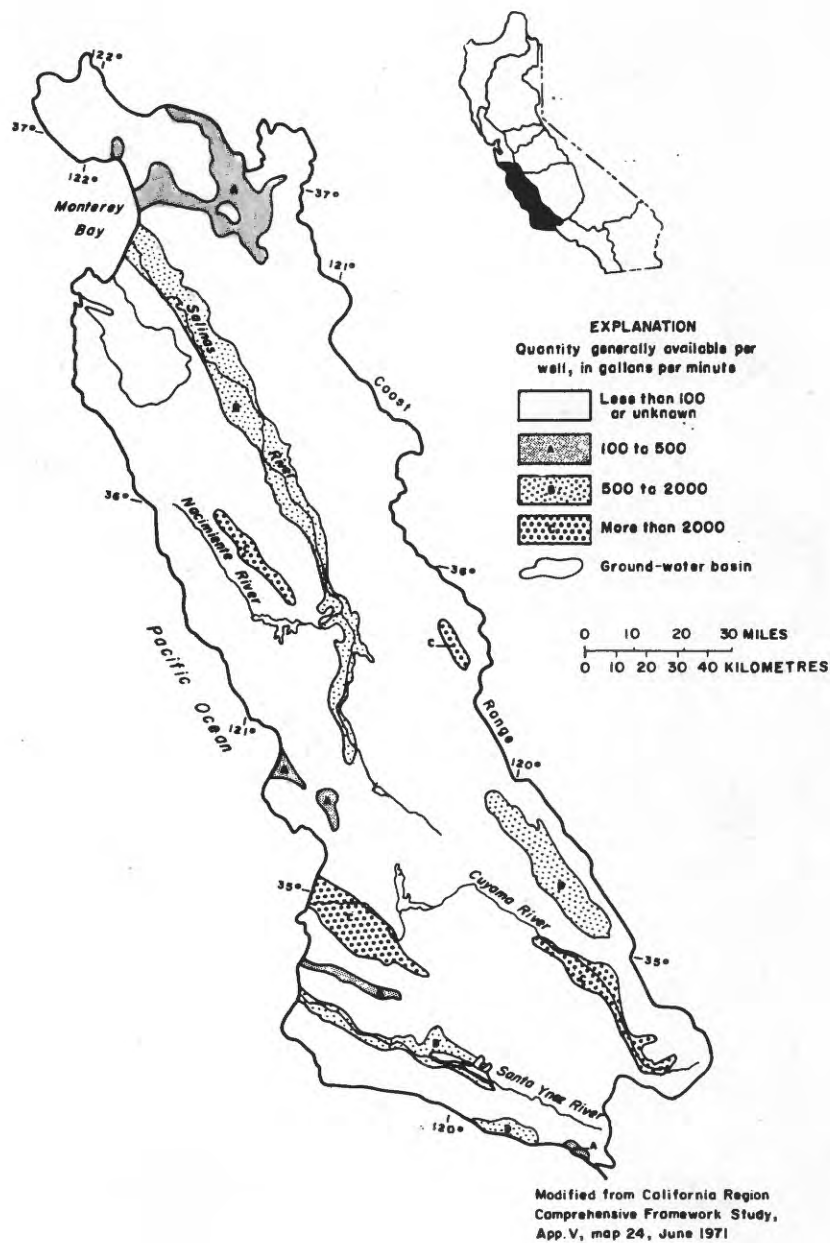 122°
37°
122°
Monterey
Bay
A
37°
121°
Salinas
B
River
Coast
36°
Nacimiento
River
C
36°
C
Pacific
Ocean
121°
A
A
Range
120°
35°
Cuyama River
B
35°
B
Santa Ynez River
120°
B
A
EXPLANATION
Quantity generally available per
well, in gallons per minute
Less than 100
or unknown
A 100 to 500
B 500 to 2000
C More than 2000
Ground-water basin
0 10 20 30 MILES
0 10 20 30 40 KILOMETRES
Modified from California Region
Comprehensive Framework Study,
App. V, map 24, June 1971